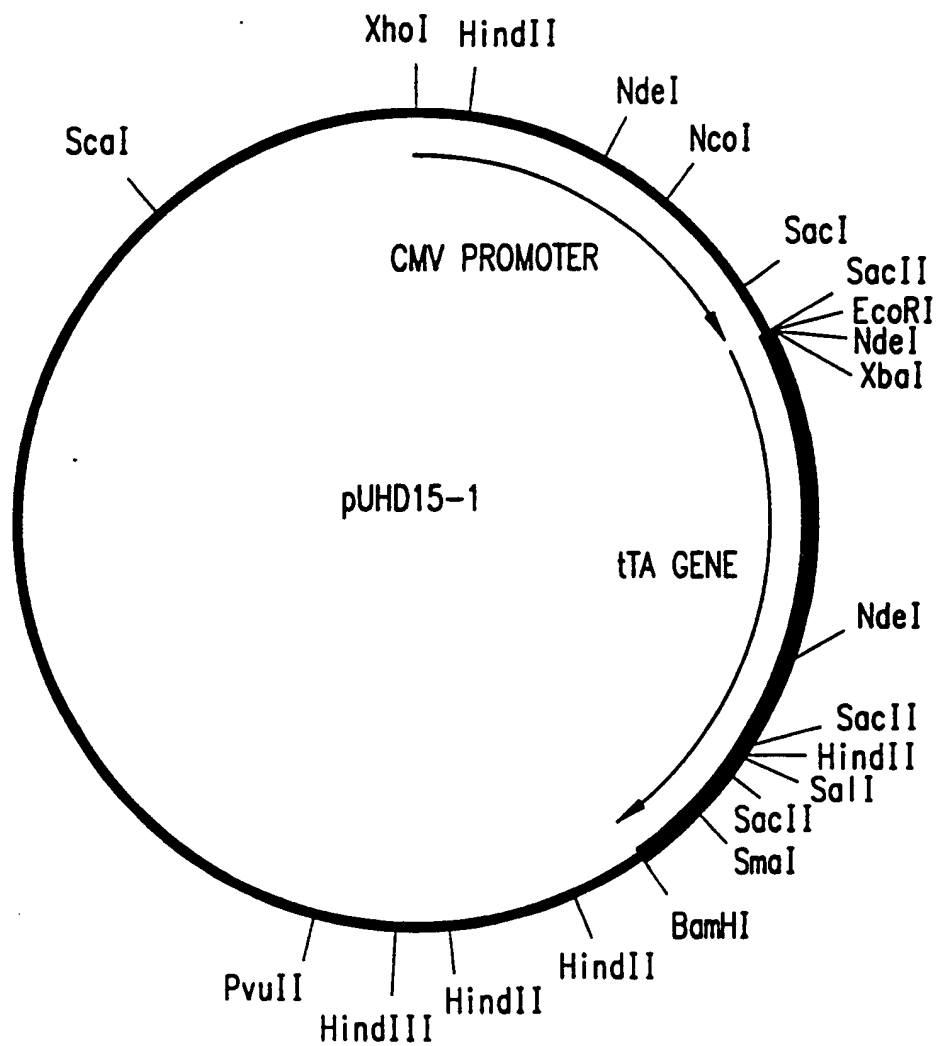 XhoI
HindII
NdeI
NcoI
ScaI
SacI
CMV PROMOTER
SacII
EcoRI
NdeI
XbaI
pUHD15-1
tTA GENE
NdeI
SacII
HindII
SalI
SacII
SmaI
BamHI
HindII
PvuII
HindII
HindIII